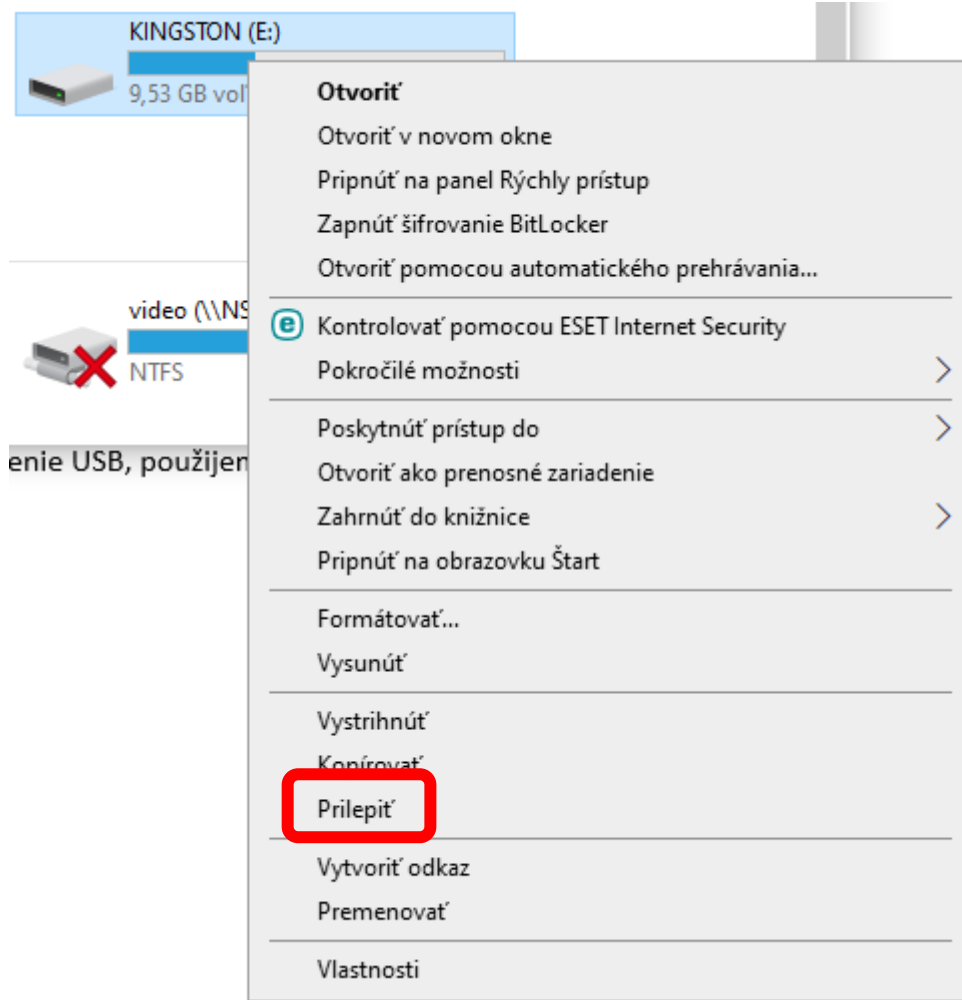 KINGSTON (E:)
9,53 GB voľ
Otvoriť
Otvoriť v novom okne
Pripnúť na panel Rýchly prístup
Zapnúť šifrovanie BitLocker
Otvoriť pomocou automatického prehrávania...
video (\\NS
NTFS
e
Kontrolovať pomocou ESET Internet Security
Pokročilé možnosti
Poskytnúť prístup do
enie USB, použijen
Otvoriť ako prenosné zariadenie
Zahrnúť do knižnice
Pripnúť na obrazovku Štart
Formátovať...
Vysunúť
Vystrihnúť
Kopírovať
Prilepiť
Vytvoriť odkaz
Premenovať
Vlastnosti